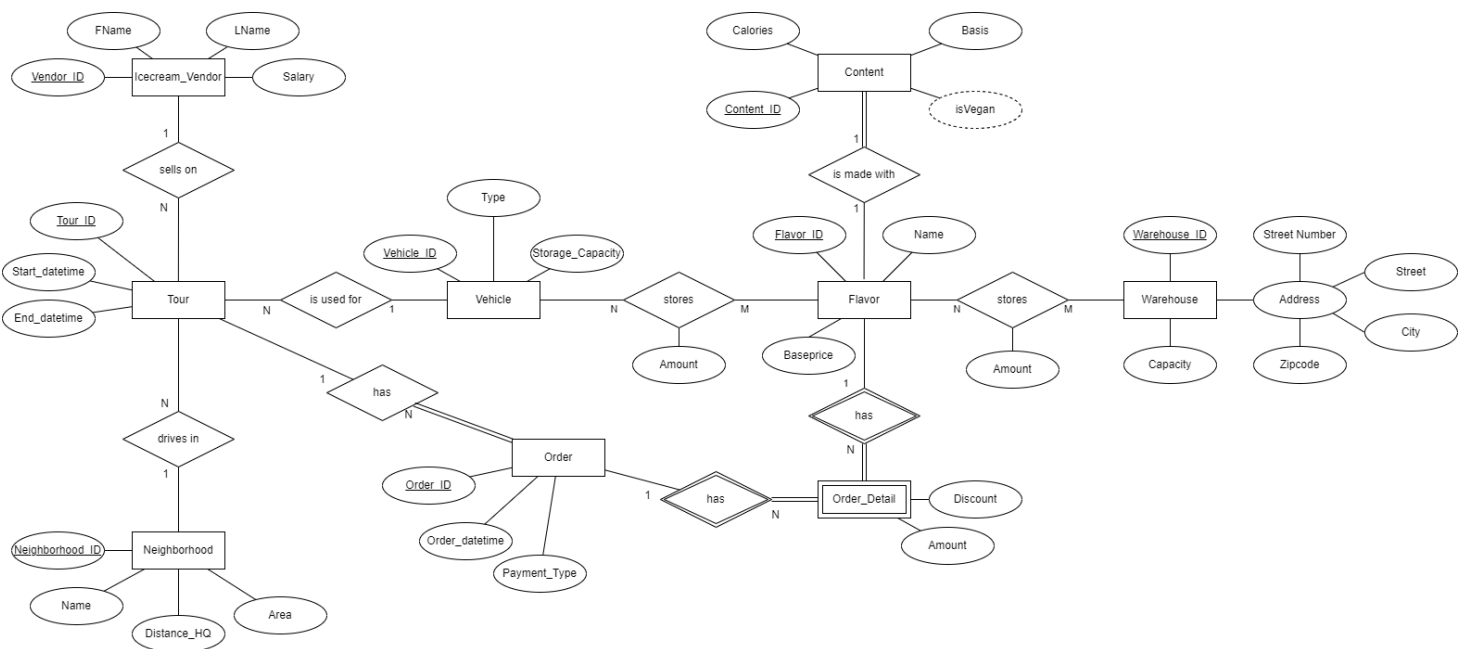 FName
LName
Calories
Basis
Vendor_ID
Icecream_Vendor
Salary
Content
Content_ID
isVegan
1
1
sells on
is made with
N
Type
1
Tour_ID
Vehicle_ID
Storage_Capacity
Flavor_ID
Name
Warehouse_ID
Street Number
Start_datetime
Street
Tour
N
is used for
1
Vehicle
N
stores
M
Flavor
N
stores
M
Warehouse
Address
End_datetime
City
Baseprice
Amount
Amount
Capacity
Zipcode
1
has
N
1
has
N
N
drives in
1
Order
Order_ID
1
has
N
Order_Detail
Discount
Order_datetime
Amount
Payment_Type
Neighborhood_ID
Neighborhood
Name
Area
Distance_HQ